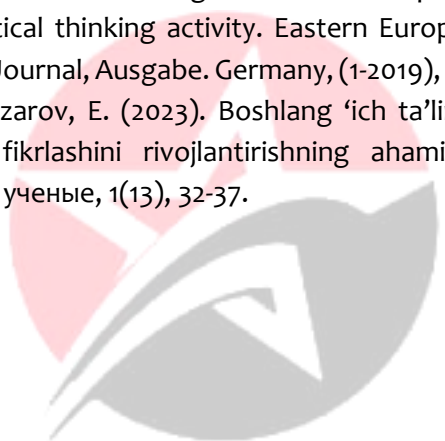 tical thinking activity. Eastern Europ
Journal, Ausgabe. Germany, (1-2019),
zarov, E. (2023). Boshlang ‘ich ta’li
fikrlashini rivojlantirishning ahami
ученые, 1(13), 32-37.